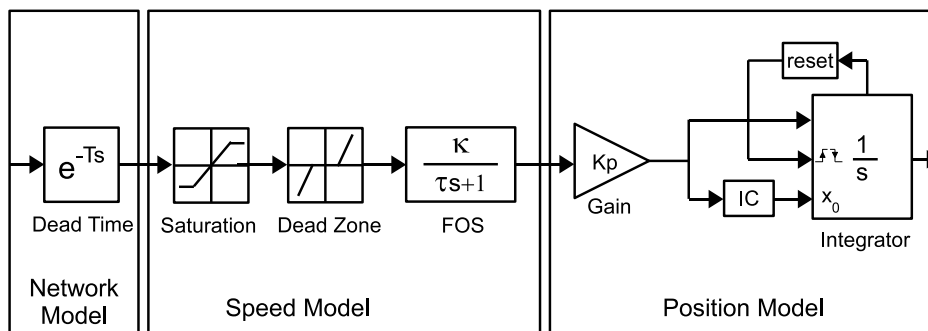 e^-Ts
Dead Time
Network
Model
Saturation
Dead Zone
κ
τs+1
FOS
Speed Model
Kp
Gain
reset
IC
1
s
x_0
Integrator
Position Model